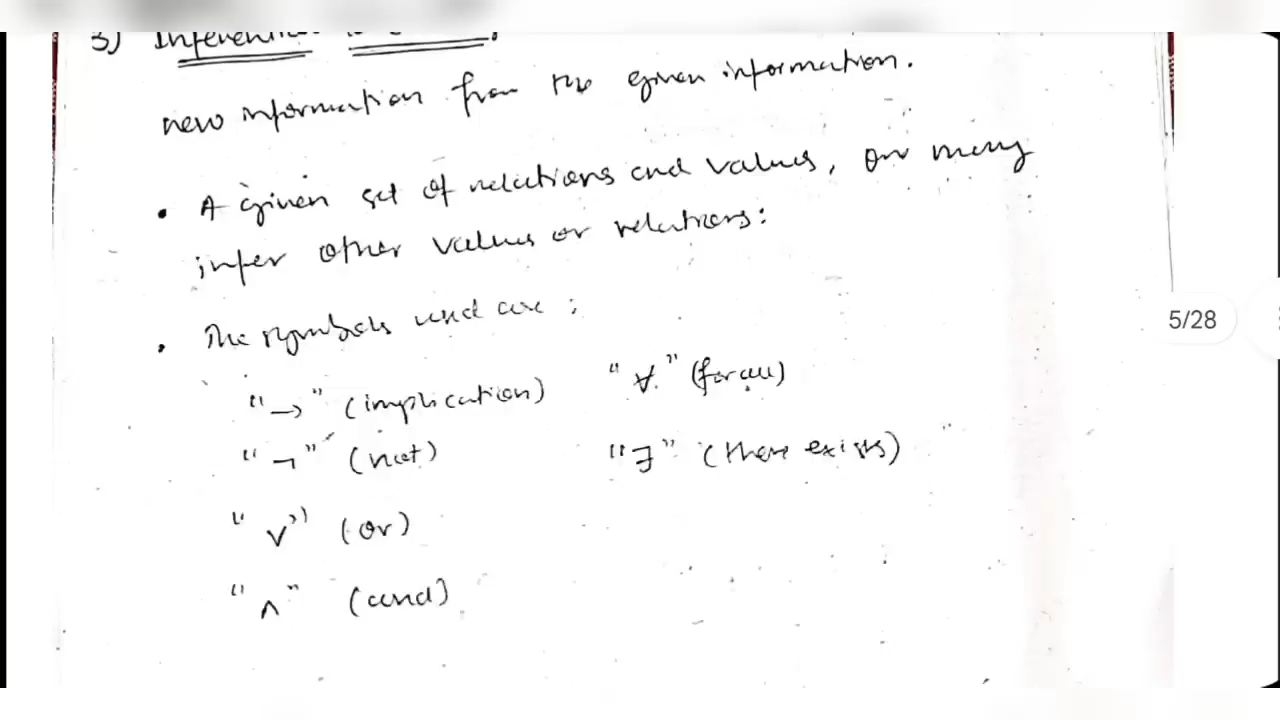 3)
new information from the given information.
• A given set of relations and values, one may
infer other values or relations:
• The symbols used are :
"→" (implication) "∀" (for all)
"¬" (not) "∃" (there exists)
"∨" (or)
"∧" (and)
5/28